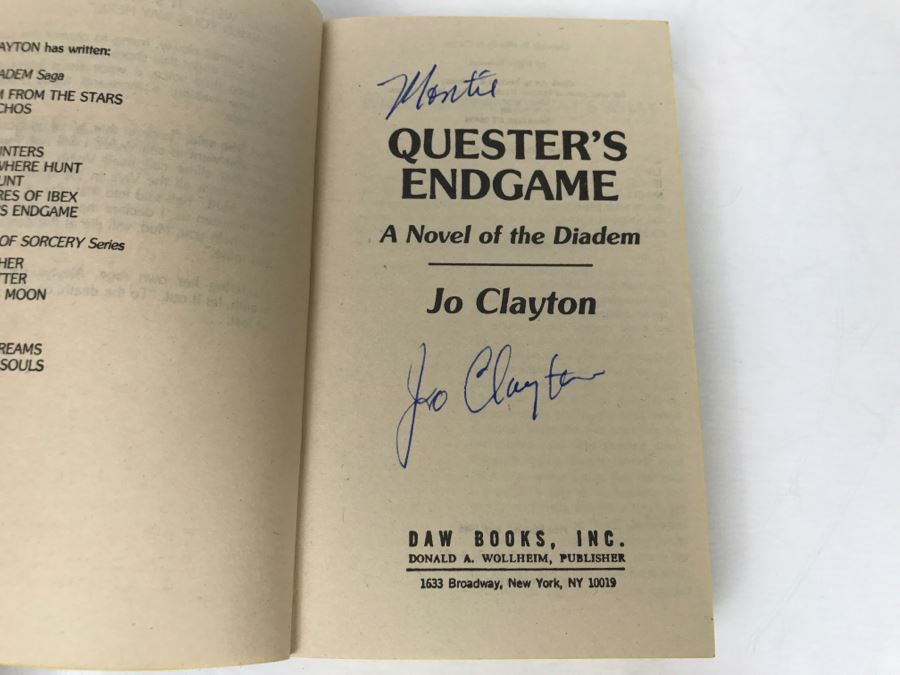 AYTON has written:
ADEM Saga
M FROM THE STARS
CHOS
INTERS
WHERE HUNT
UNT
RES OF IBEX
'S ENDGAME
OF SORCERY Series
HER
TTER
MOON
REAMS
SOULS
Montie
QUESTER'S
ENDGAME
A Novel of the Diadem
Jo Clayton
Jo Clayton
DAW BOOKS, INC.
DONALD A. WOLLHEIM, PUBLISHER
1633 Broadway, New York, NY 10019